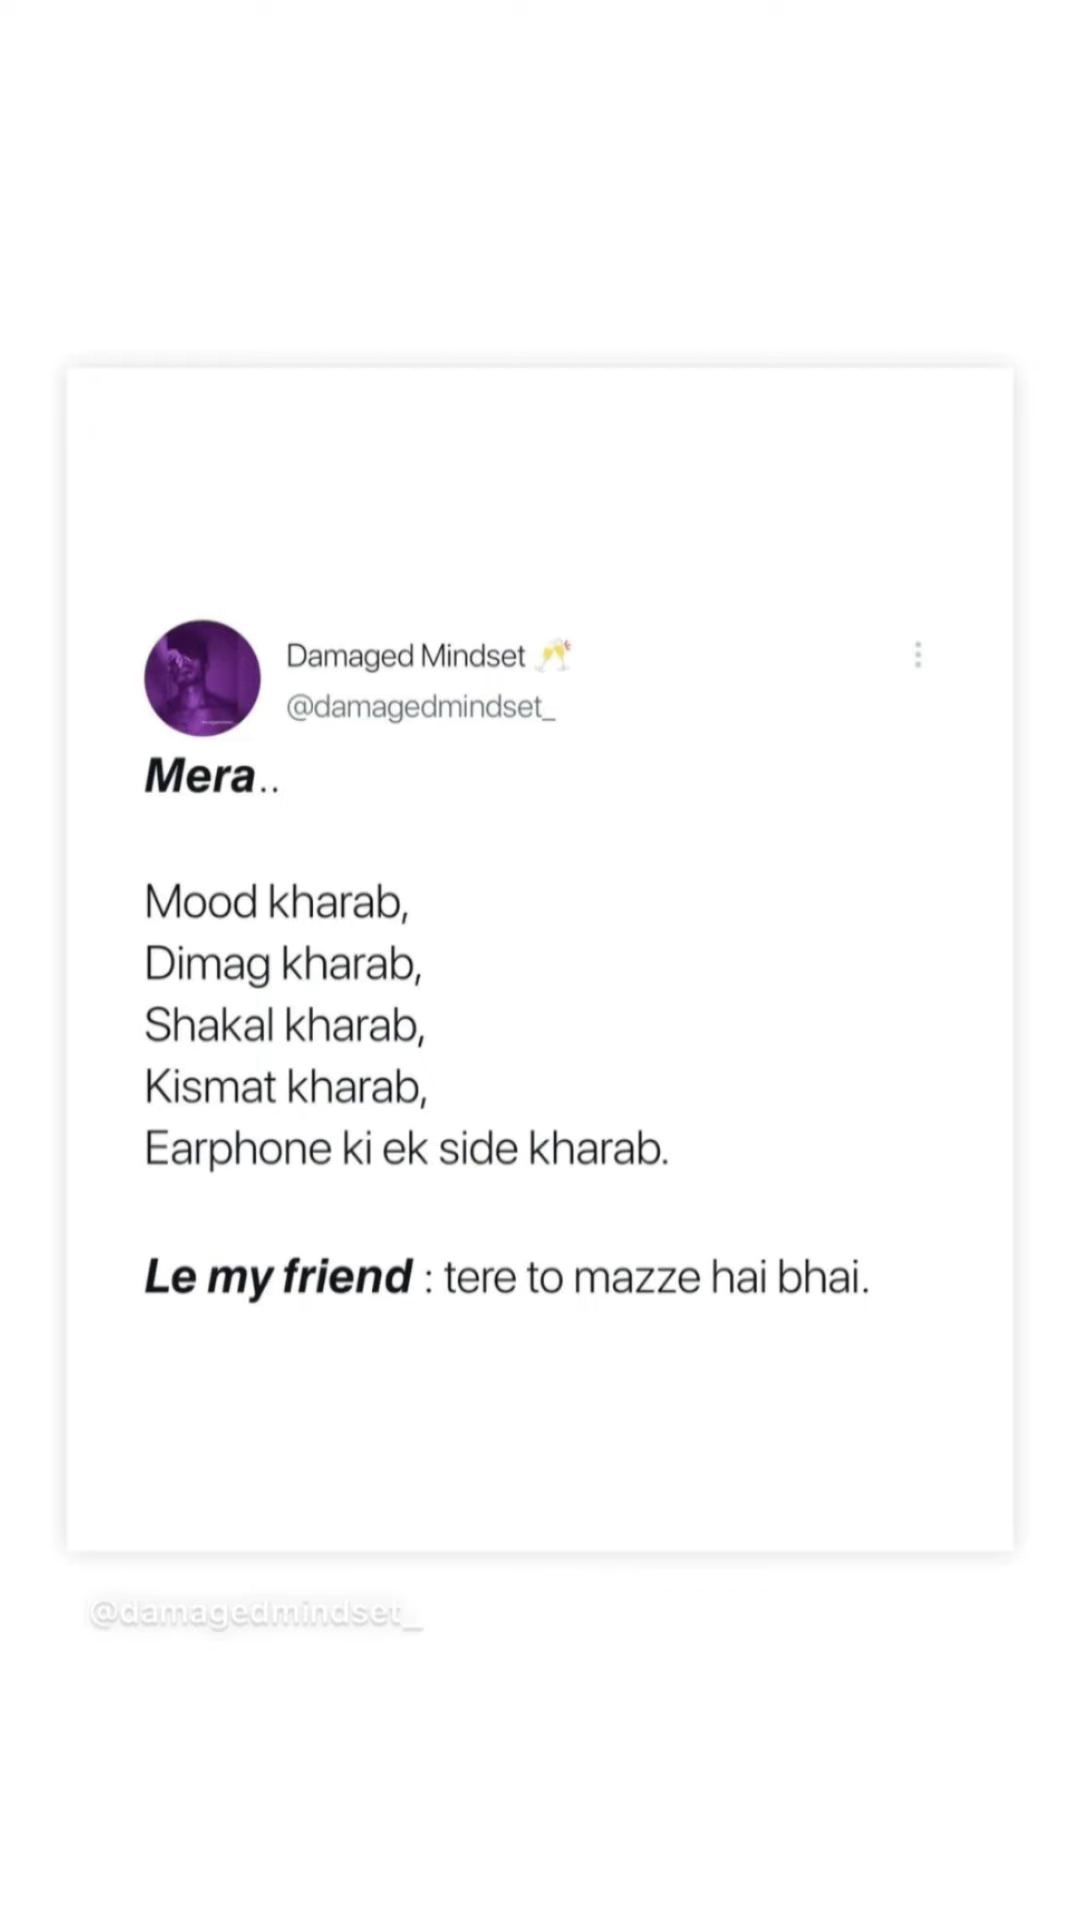 Damaged Mindset 🥂
@damagedmindset_
Mera..
Mood kharab,
Dimag kharab,
Shakal kharab,
Kismat kharab,
Earphone ki ek side kharab.
Le my friend : tere to mazze hai bhai.
@damagedmindset_